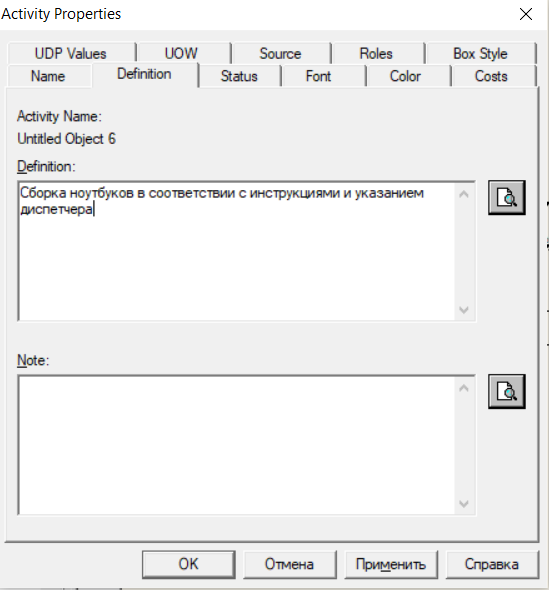 Activity Properties
UDP Values UOW Source Roles Box Style
Name Definition Status Font Color Costs
Activity Name:
Untitled Object 6
Definition:
Сборка ноутбуков в соответствии с инструкциями и указанием
диспетчера
Note:
OK Отмена Применить Справка